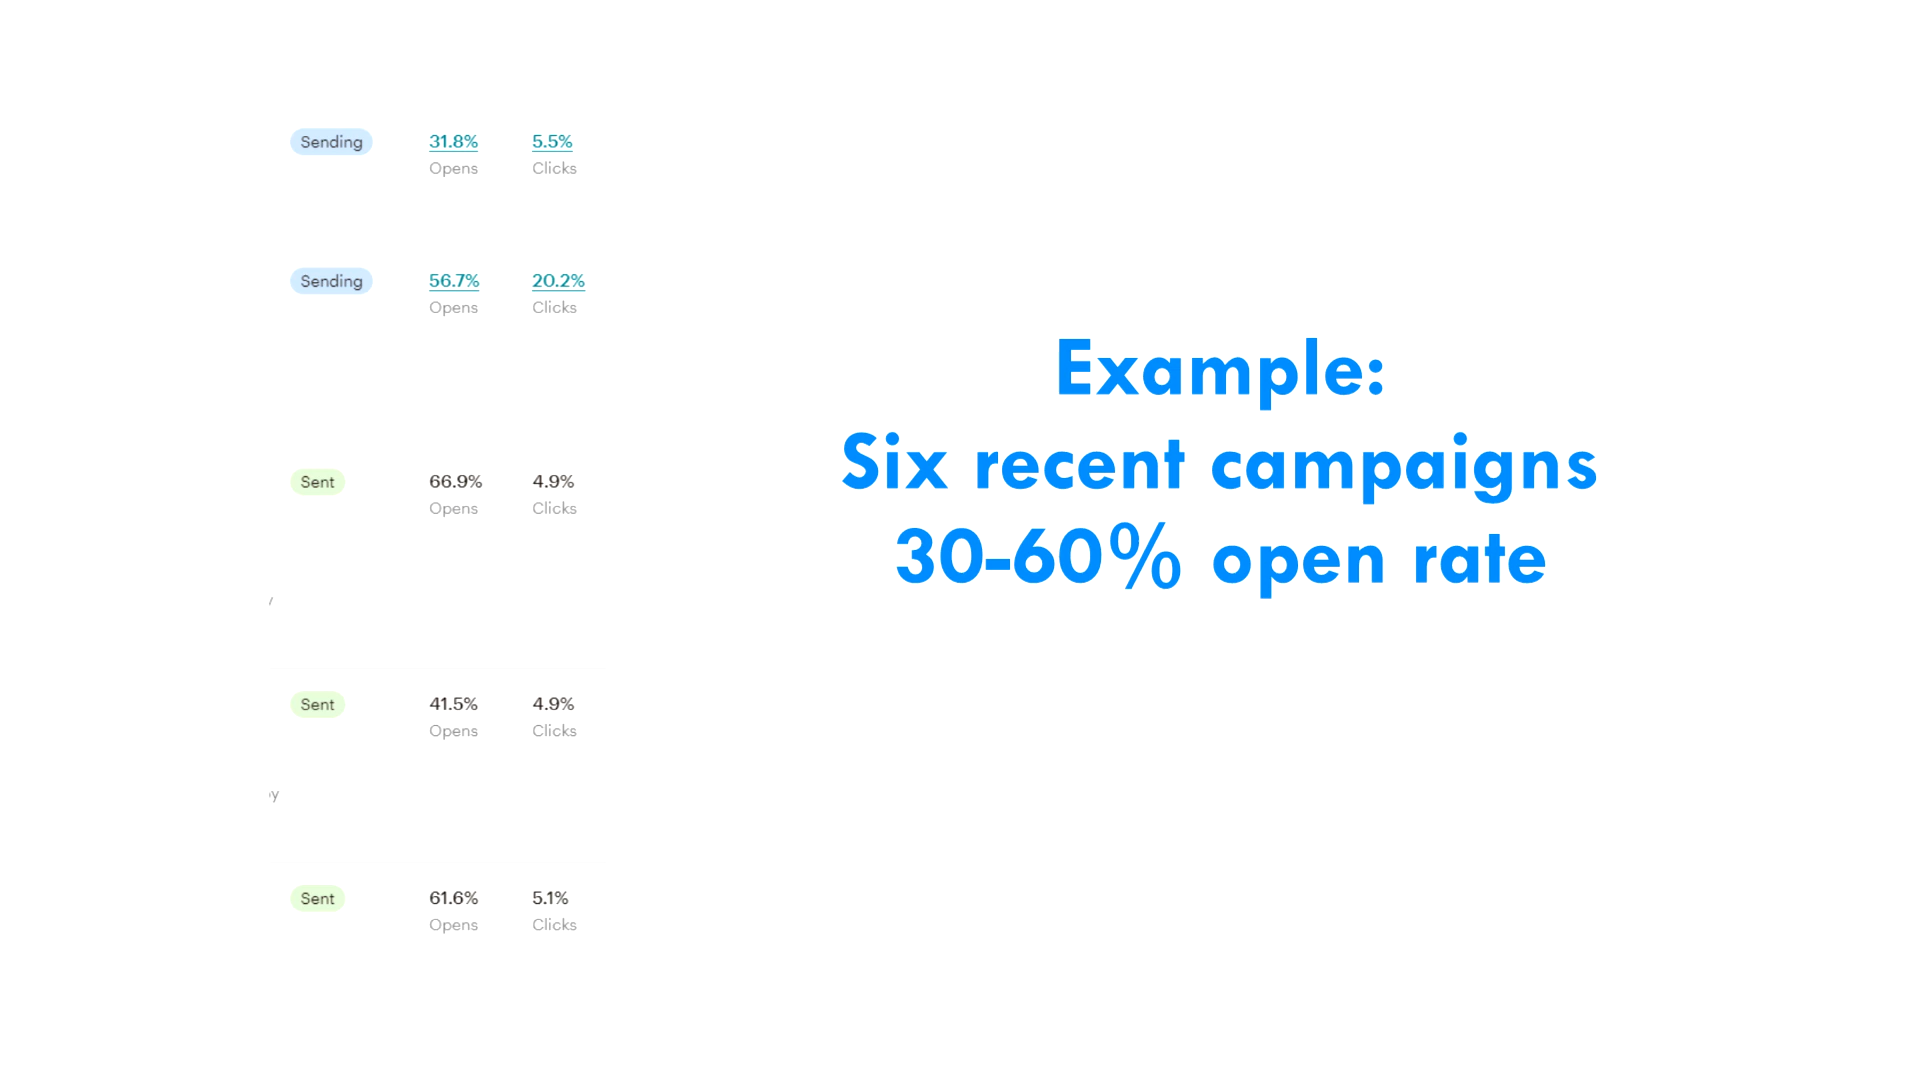 Sending 31.8% 5.5%
Opens Clicks
Sending 56.7% 20.2%
Opens Clicks
Sent 66.9% 4.9%
Opens Clicks
Sent 41.5% 4.9%
Opens Clicks
y
Sent 61.6% 5.1%
Opens Clicks
Example:
Six recent campaigns
30-60% open rate